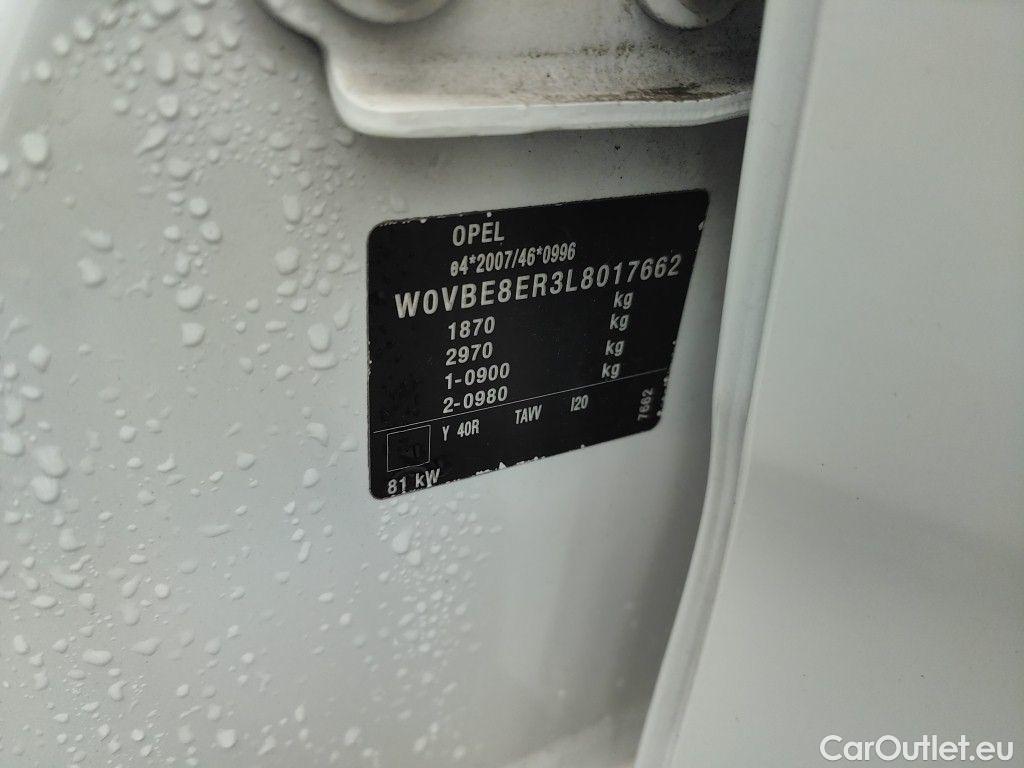 OPEL
e4*2007/46*0996
W0VBE8ER3L8017662
1870 kg
2970 kg
1-0900 kg
2-0980 kg
Y 40R TAVV I20
7662
81 kW
CarOutlet.eu